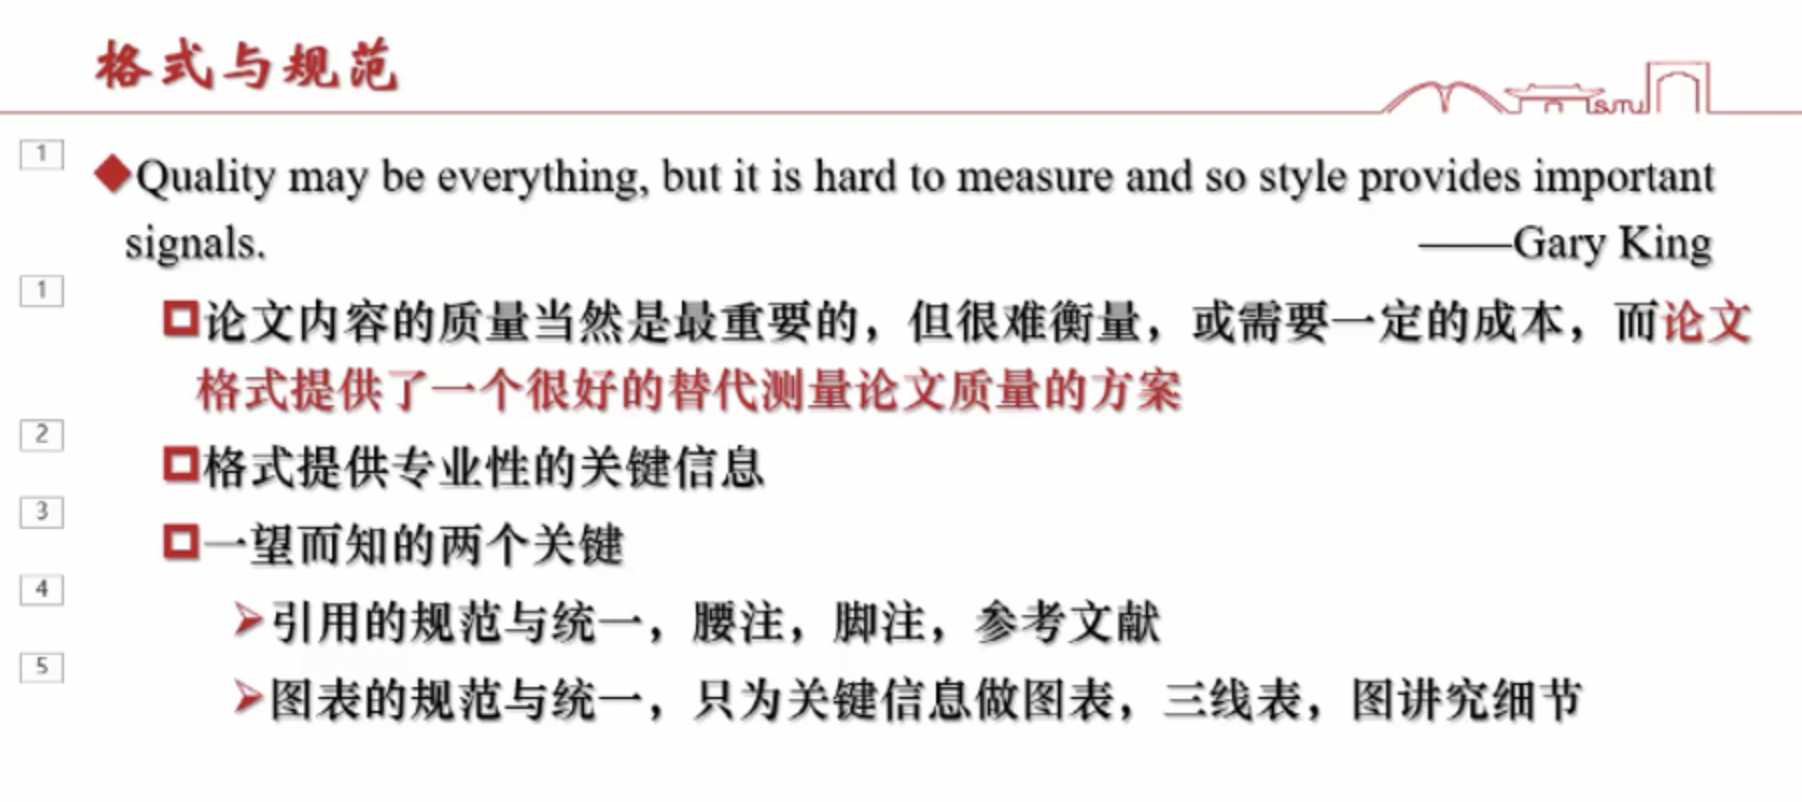 格式与规范
SJTU
1
◆Quality may be everything, but it is hard to measure and so style provides important
signals. ——Gary King
1
论文内容的质量当然是最重要的，但很难衡量，或需要一定的成本，而论文
格式提供了一个很好的替代测量论文质量的方案
2
格式提供专业性的关键信息
3
一望而知的两个关键
4
➢引用的规范与统一，腰注，脚注，参考文献
5
➢图表的规范与统一，只为关键信息做图表，三线表，图讲究细节